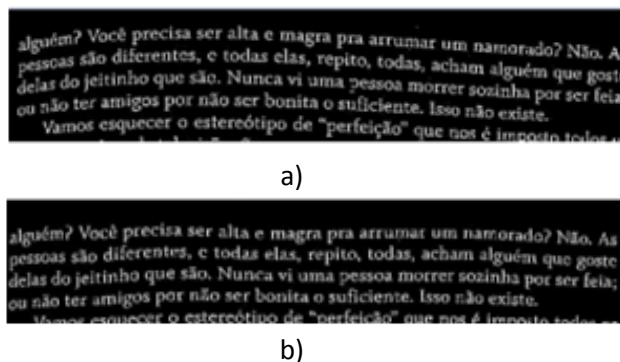 alguém? Você precisa ser alta e magra pra arrumar um namorado? Não. A
pessoas são diferentes, e todas elas, repito, todas, acham alguém que gost
delas do jeitinho que são. Nunca vi uma pessoa morrer sozinha por ser feia
ou não ter amigos por não ser bonita o suficiente. Isso não existe.
Vamos esquecer o estereótipo de "perfeição" que nos é imposto todos
a)
alguém? Você precisa ser alta e magra pra arrumar um namorado? Não. As
pessoas são diferentes, e todas elas, repito, todas, acham alguém que goste
delas do jeitinho que são. Nunca vi uma pessoa morrer sozinha por ser feia;
ou não ter amigos por não ser bonita o suficiente. Isso não existe.
Vamos esquecer o estereótipo de "perfeição" que nos é imposto todos
b)